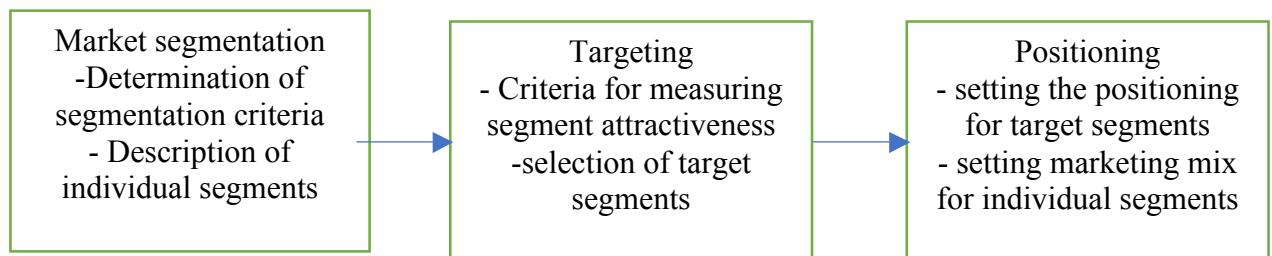 Market segmentation
-Determination of
segmentation criteria
- Description of
individual segments
Targeting
- Criteria for measuring
segment attractiveness
-selection of target
segments
Positioning
- setting the positioning
for target segments
- setting marketing mix
for individual segments